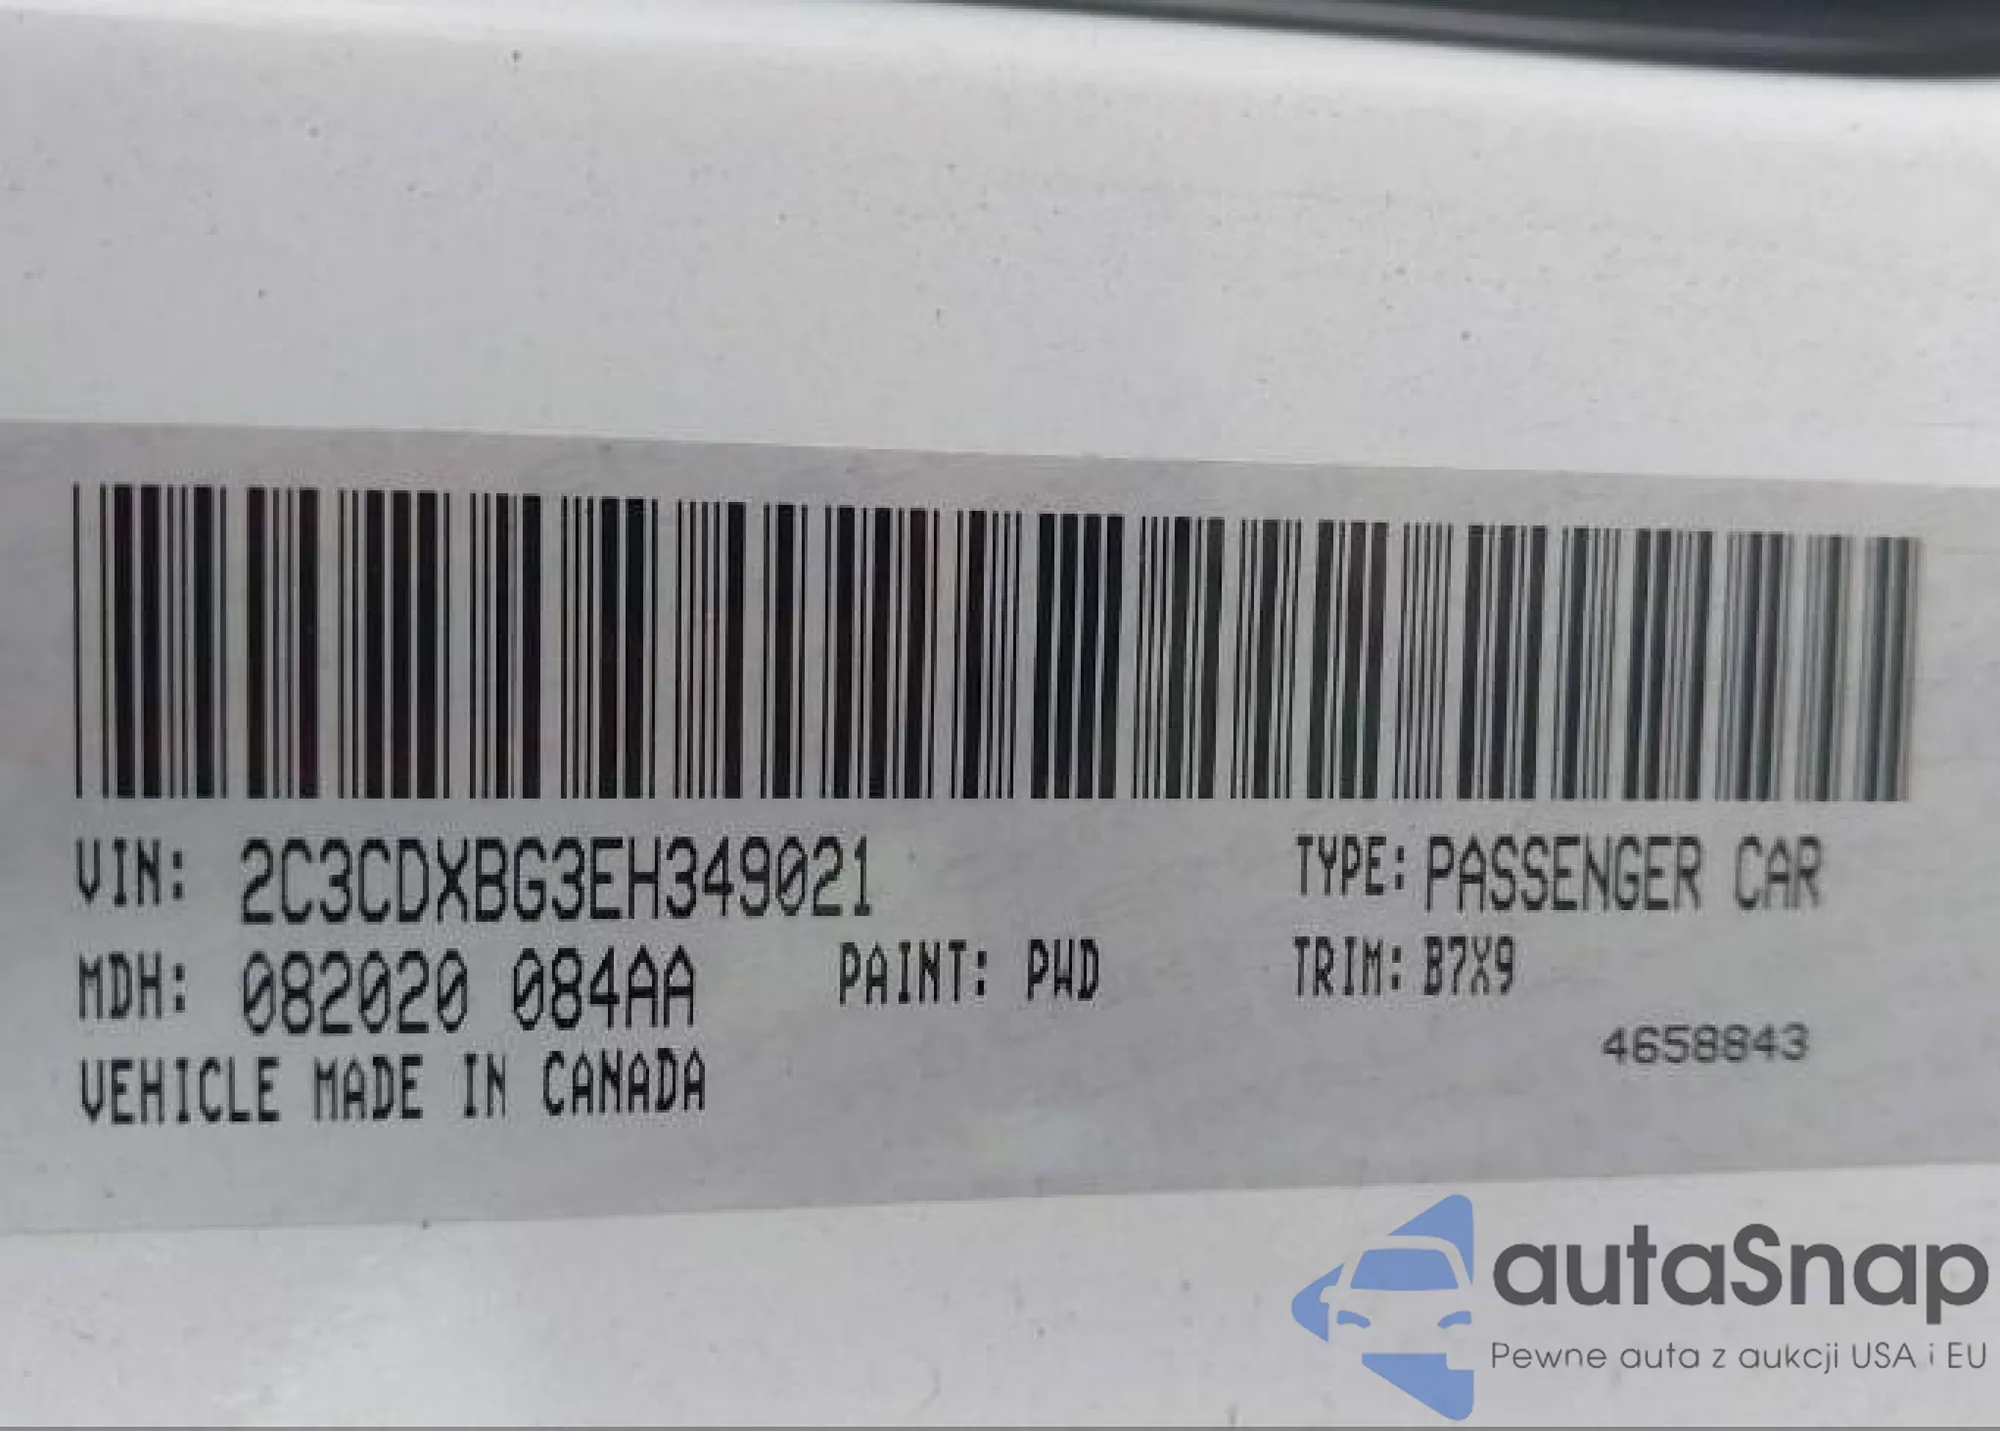 VIN: 2C3CDXBG3EH349021 TYPE: PASSENGER CAR
MDH: 082020 084AA PAINT: PWD TRIM: B7X9
4658843
VEHICLE MADE IN CANADA
autaSnap
Pewne auta z aukcji USA i EU